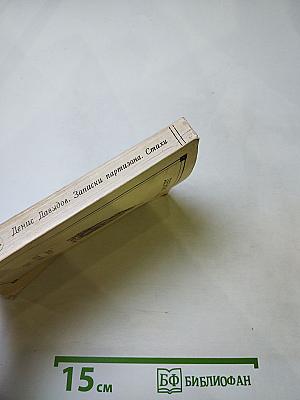 Денис Давыдов. Записки партизана. Стихи
15 см
БФ БИБЛИОФАН